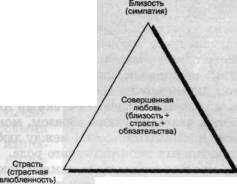 Близость
(симпатия)
Совершенная
любовь
(близость +
страсть +
обязательства)
Страсть
(страстная
влюбленность)